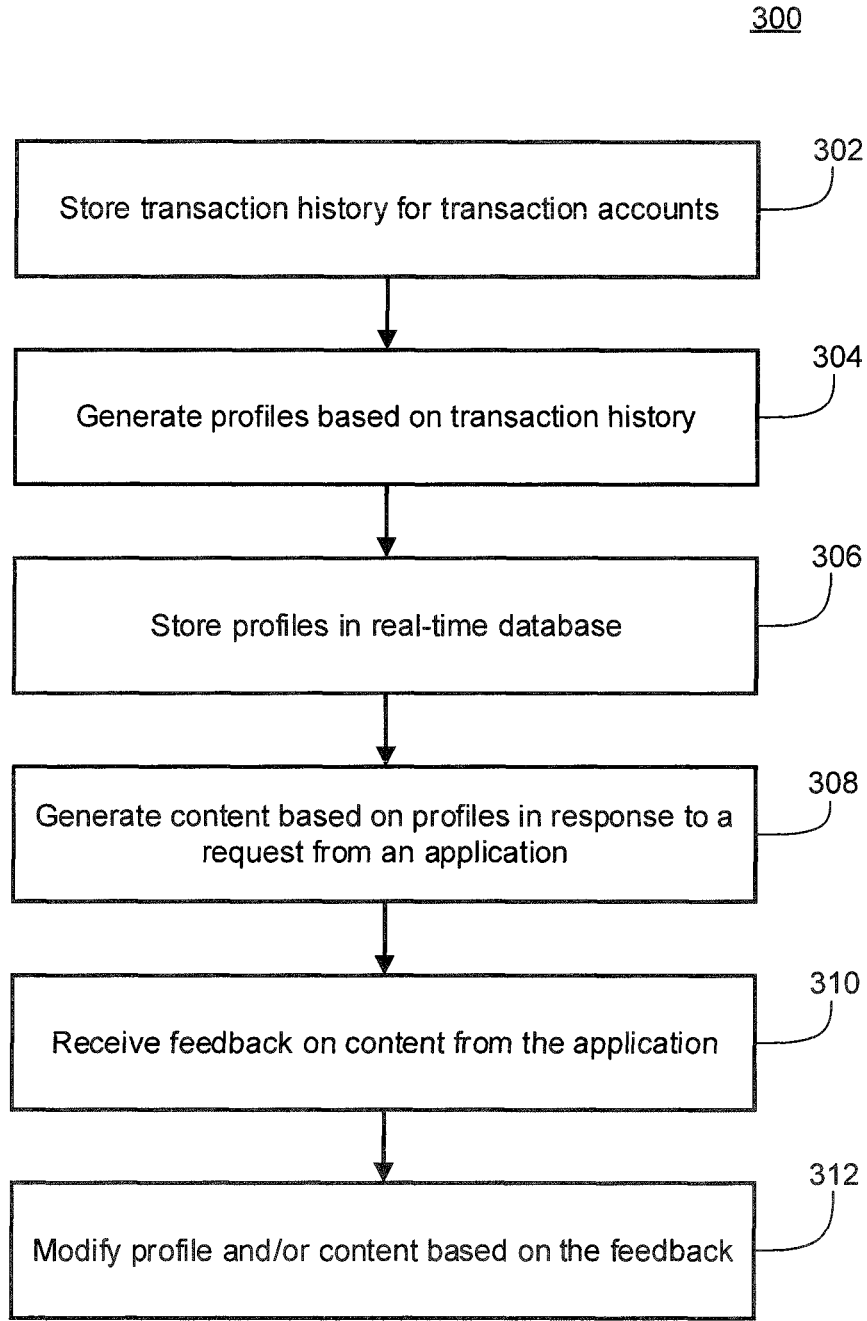 300
302
Store transaction history for transaction accounts
304
Generate profiles based on transaction history
306
Store profiles in real-time database
308
Generate content based on profiles in response to a
request from an application
310
Receive feedback on content from the application
312
Modify profile and/or content based on the feedback